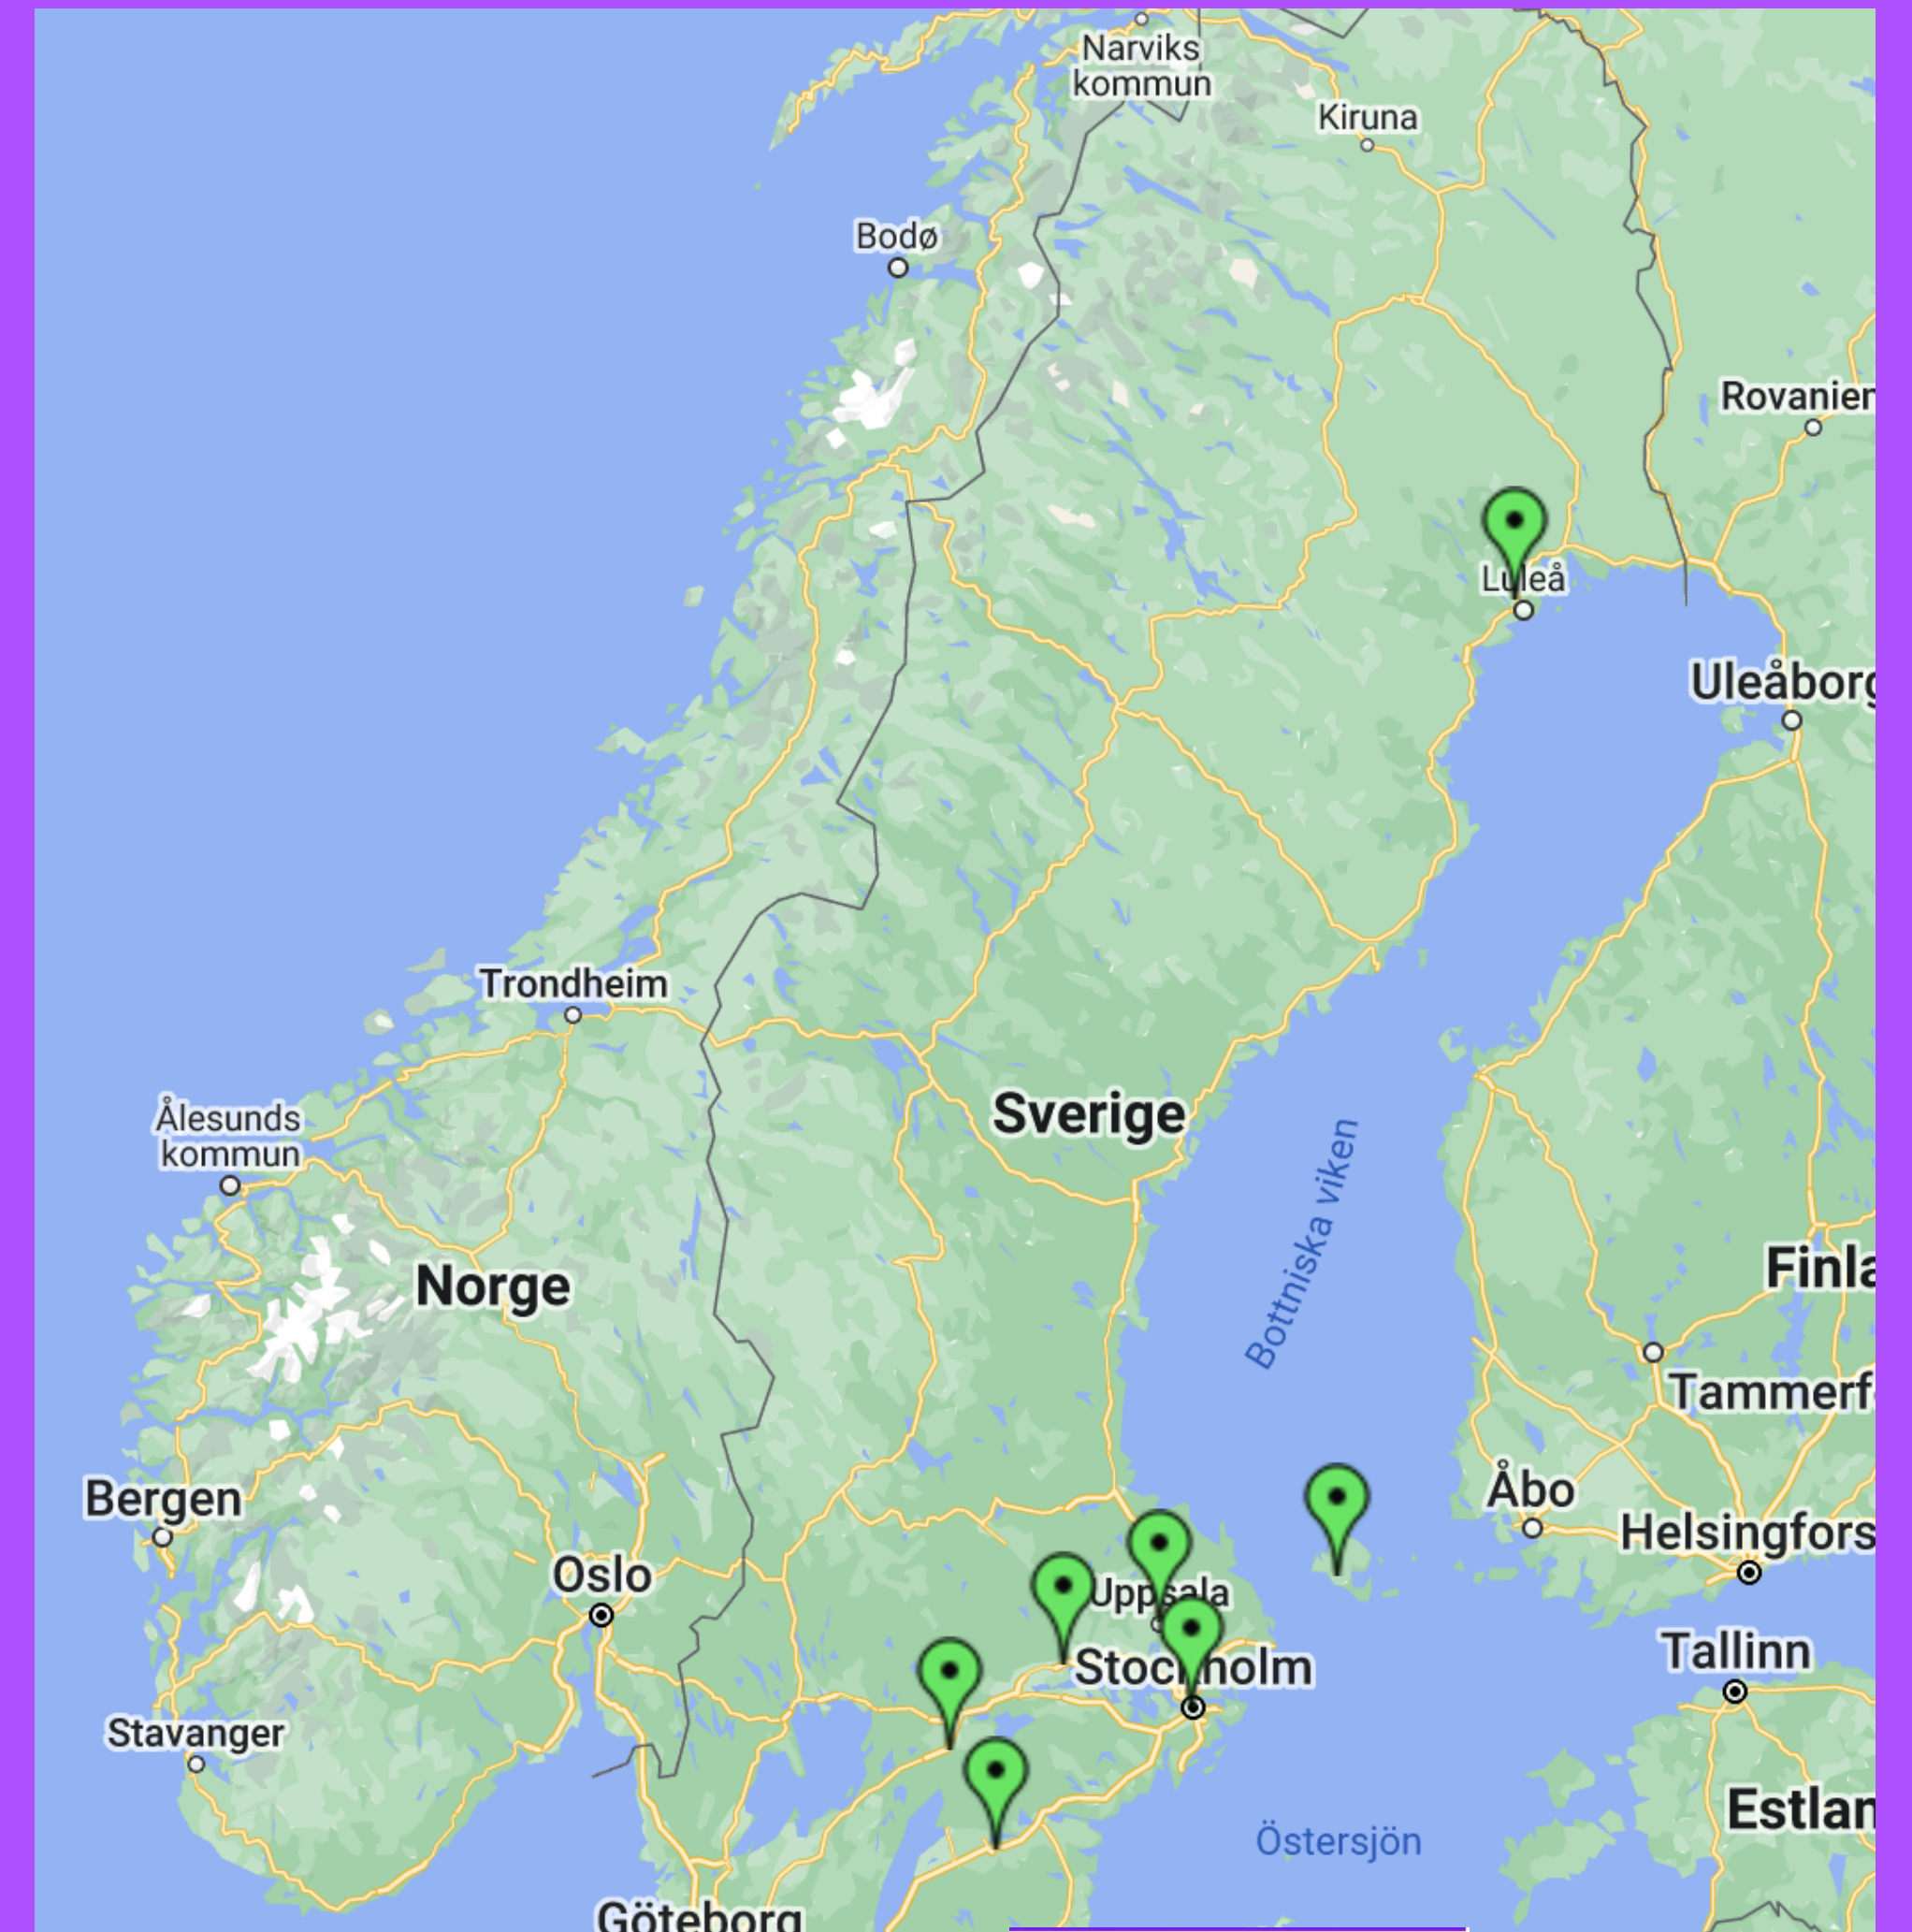 Narviks
kommun
Kiruna
Bodø
Rovanien
Luleå
Uleåborg
Trondheim
Ålesunds
kommun
Sverige
Bottniska viken
Norge
Finla
Tammerf
Bergen
Åbo
Helsingfors
Oslo
Uppsala
Stockholm
Tallinn
Stavanger
Estlan
Östersjön
Göteborg